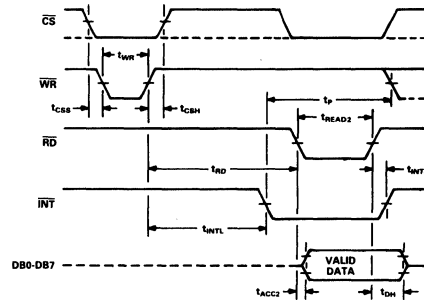 CS
tWR
WR
tCSS
tCSH
tP
tREAD2
RD
tRD
tINT
INT
tINTL
DB0-DB7
VALID
DATA
tACC2
tDH